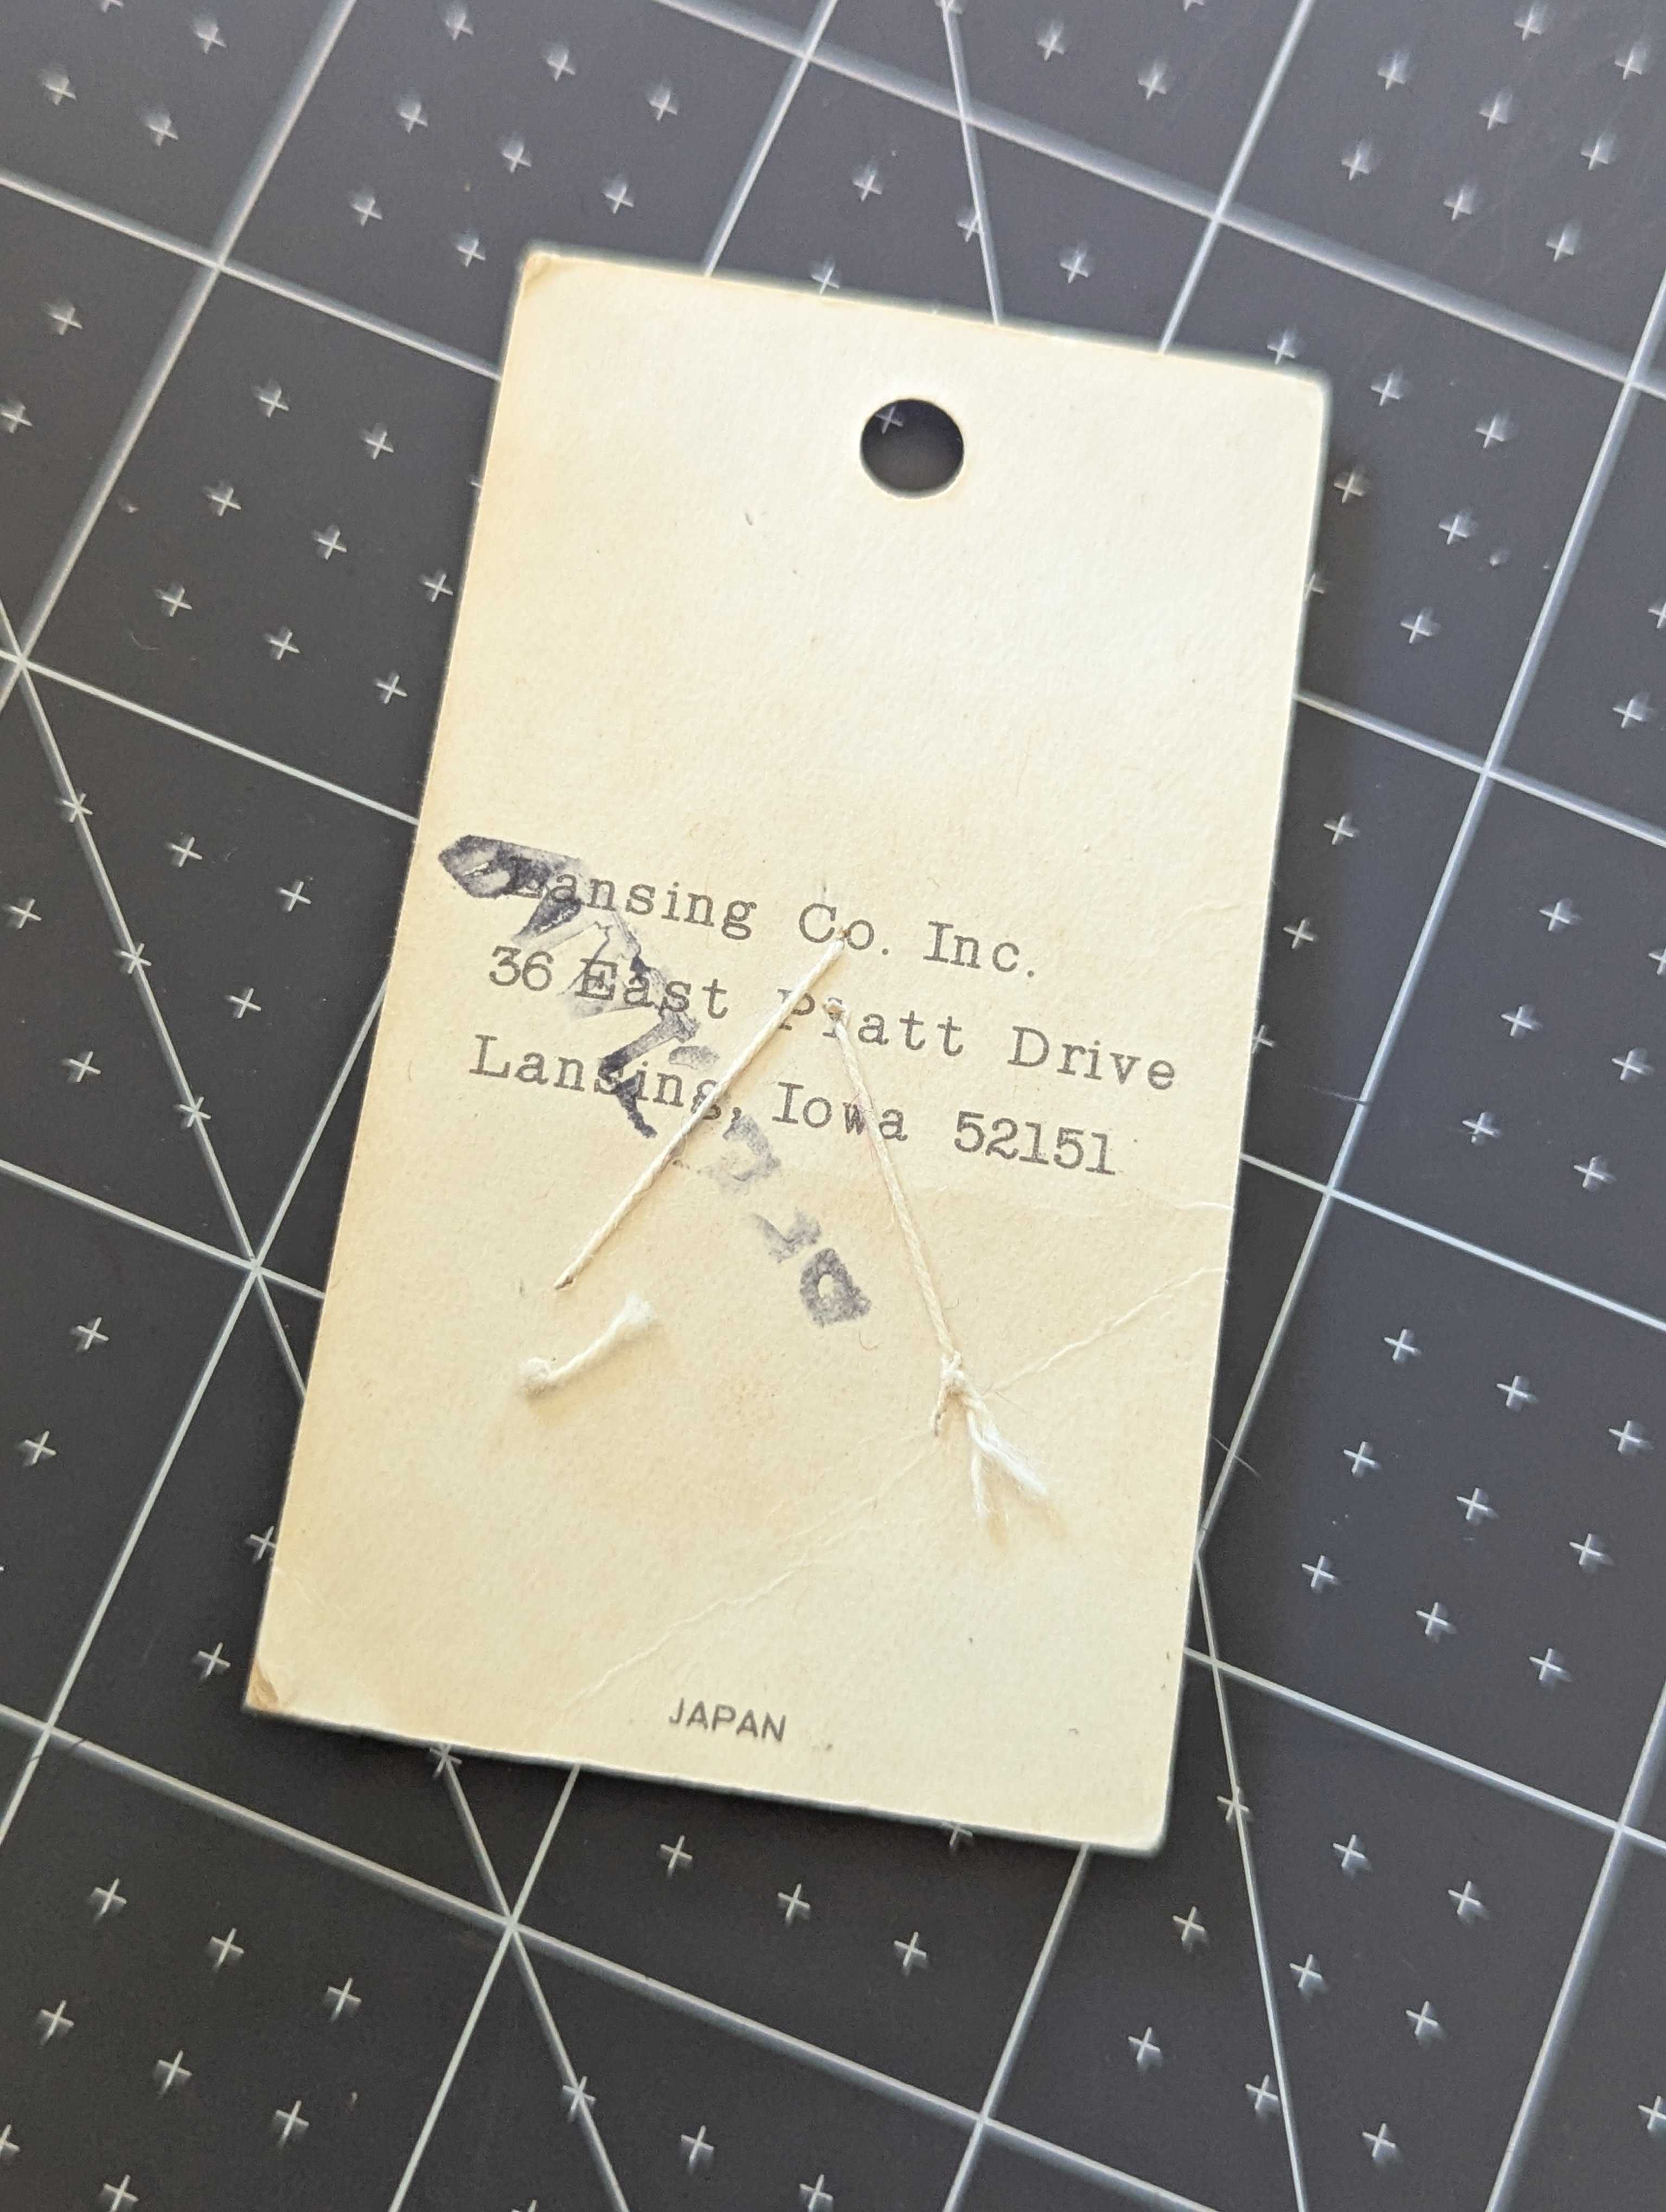 Lansing Co. Inc.
36 East Platt Drive
Lansing, Iowa 52151
JAPAN